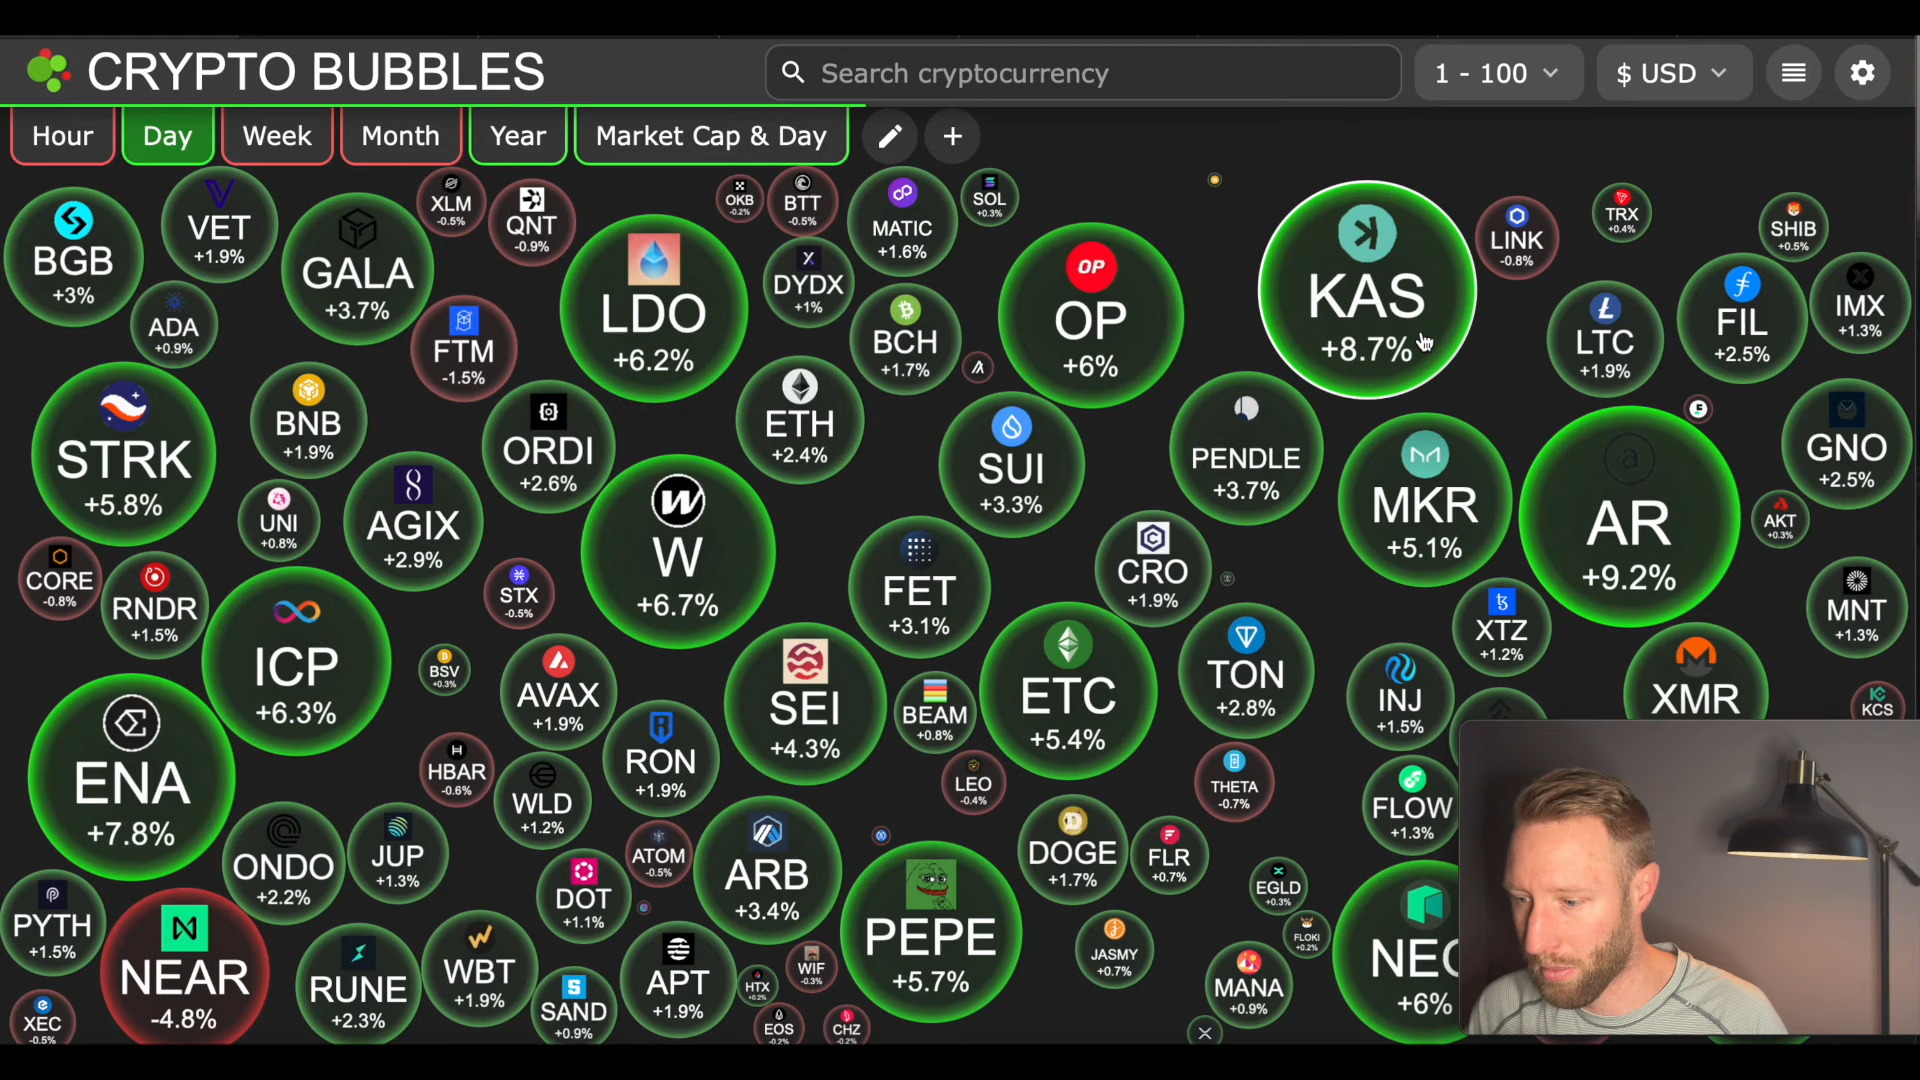 CRYPTO BUBBLES
Search cryptocurrency
1 - 100
$ USD
Hour
Day
Week
Month
Year
Market Cap & Day
BGB
+3%
VET
+1.9%
ADA
+0.9%
GALA
+3.7%
XLM
-0.5%
QNT
-0.9%
FTM
-1.5%
LDO
+6.2%
OKB
-0.2%
BTT
-0.5%
DYDX
+1%
MATIC
+1.6%
SOL
+0.3%
BCH
+1.7%
OP
OP
+6%
KAS
+8.7%
LINK
-0.8%
TRX
+0.4%
SHIB
+0.5%
LTC
+1.9%
FIL
+2.5%
IMX
+1.3%
STRK
+5.8%
BNB
+1.9%
ORDI
+2.6%
ETH
+2.4%
SUI
+3.3%
PENDLE
+3.7%
MKR
+5.1%
a
AR
+9.2%
GNO
+2.5%
UNI
+0.8%
AGIX
+2.9%
W
W
+6.7%
AKT
+0.3%
CORE
-0.8%
RNDR
+1.5%
STX
-0.5%
FET
+3.1%
CRO
+1.9%
XTZ
+1.2%
MNT
+1.3%
ICP
+6.3%
BSV
+0.3%
AVAX
+1.9%
SEI
+4.3%
BEAM
+0.8%
ETC
+5.4%
TON
+2.8%
INJ
+1.5%
XMR
KCS
ENA
+7.8%
HBAR
-0.6%
WLD
+1.2%
RON
+1.9%
LEO
-0.4%
THETA
-0.7%
FLOW
+1.3%
ONDO
+2.2%
JUP
+1.3%
ATOM
-0.5%
DOT
+1.1%
ARB
+3.4%
DOGE
+1.7%
FLR
+0.7%
EGLD
+0.3%
PYTH
+1.5%
NEAR
-4.8%
RUNE
+2.3%
WBT
+1.9%
SAND
+0.9%
APT
+1.9%
HTX
+0.2%
WIF
-0.3%
PEPE
+5.7%
JASMY
+0.7%
FLOKI
+0.2%
MANA
+0.9%
NEO
+6%
XEC
-0.5%
EOS
-0.2%
CHZ
-0.2%